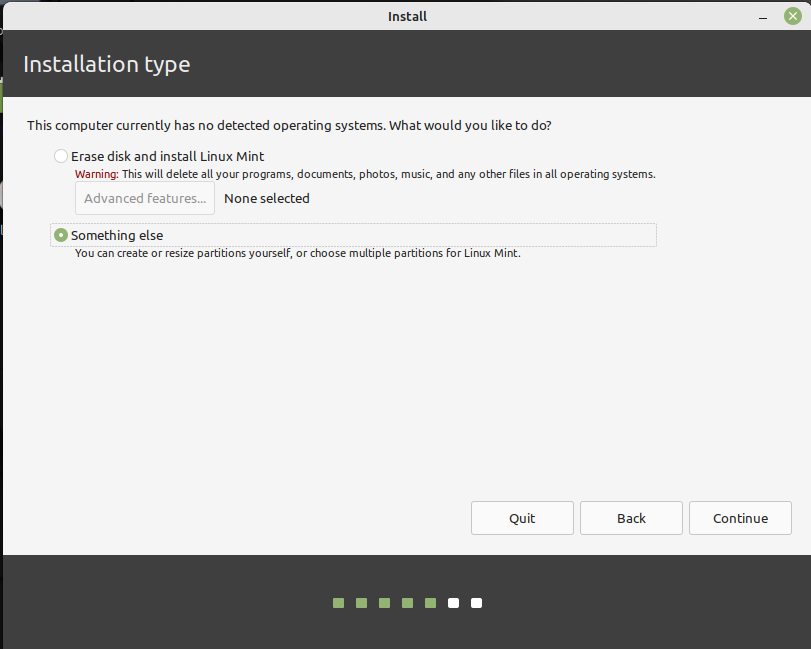 Install
Installation type
This computer currently has no detected operating systems. What would you like to do?
Erase disk and install Linux Mint
Warning: This will delete all your programs, documents, photos, music, and any other files in all operating systems.
Advanced features... None selected
Something else
You can create or resize partitions yourself, or choose multiple partitions for Linux Mint.
Quit Back Continue